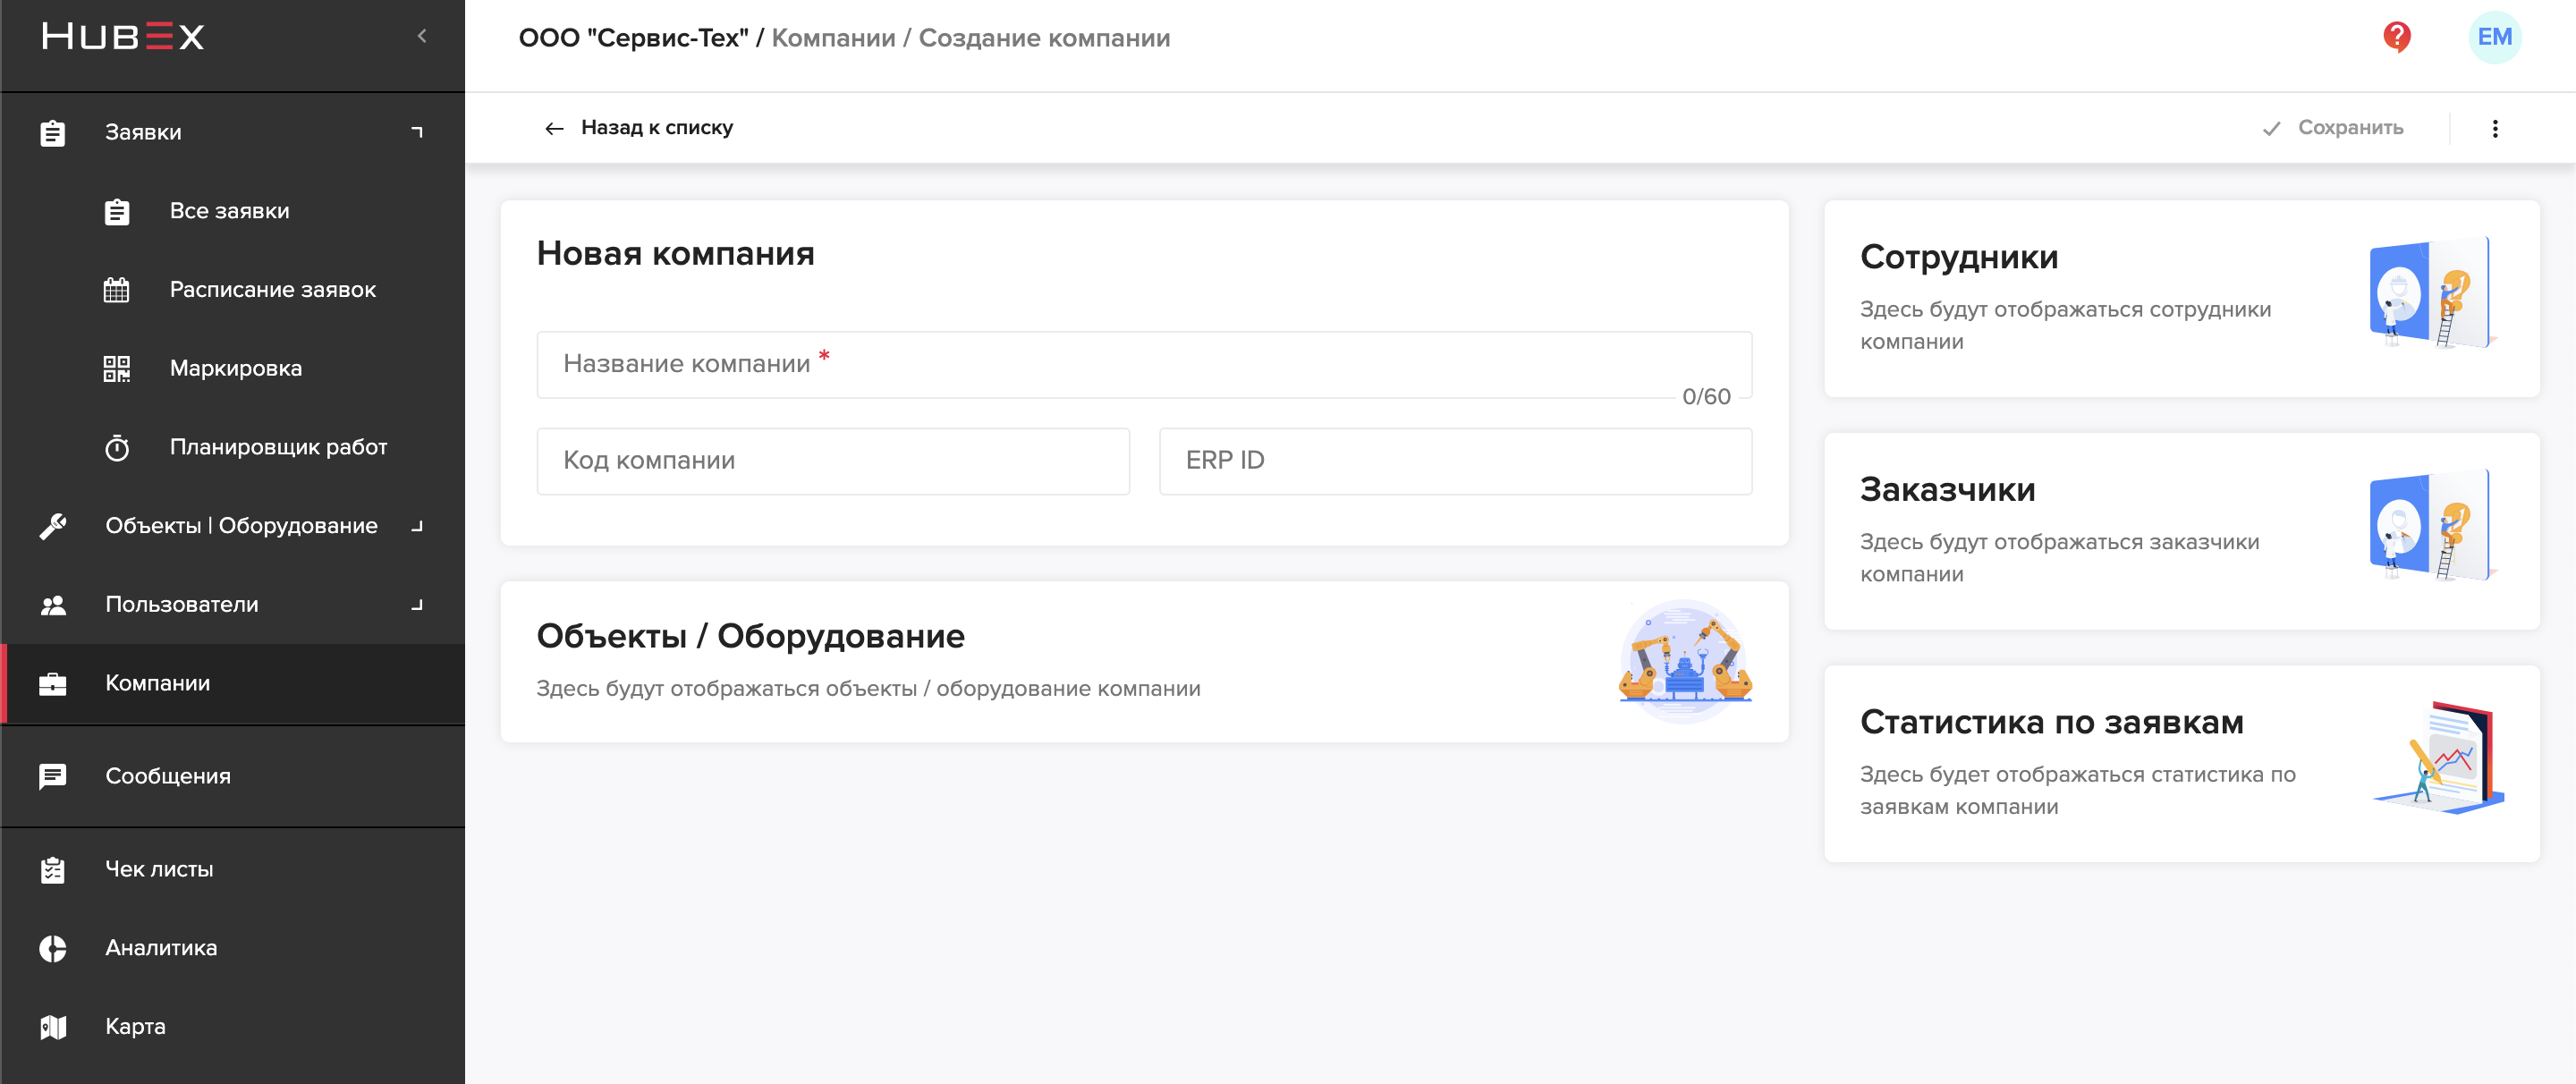 HUBEX
Заявки
Все заявки
Расписание заявок
Маркировка
Планировщик работ
Объекты | Оборудование
Пользователи
Компании
Сообщения
Чек листы
Аналитика
Карта
ООО "Сервис-Тех" / Компании / Создание компании
?
EM
Назад к списку
Сохранить
Новая компания
Название компании *
0/60
Код компании
ERP ID
Объекты / Оборудование
Здесь будут отображаться объекты / оборудование компании
Сотрудники
Здесь будут отображаться сотрудники
компании
Заказчики
Здесь будут отображаться заказчики
компании
Статистика по заявкам
Здесь будет отображаться статистика по
заявкам компании